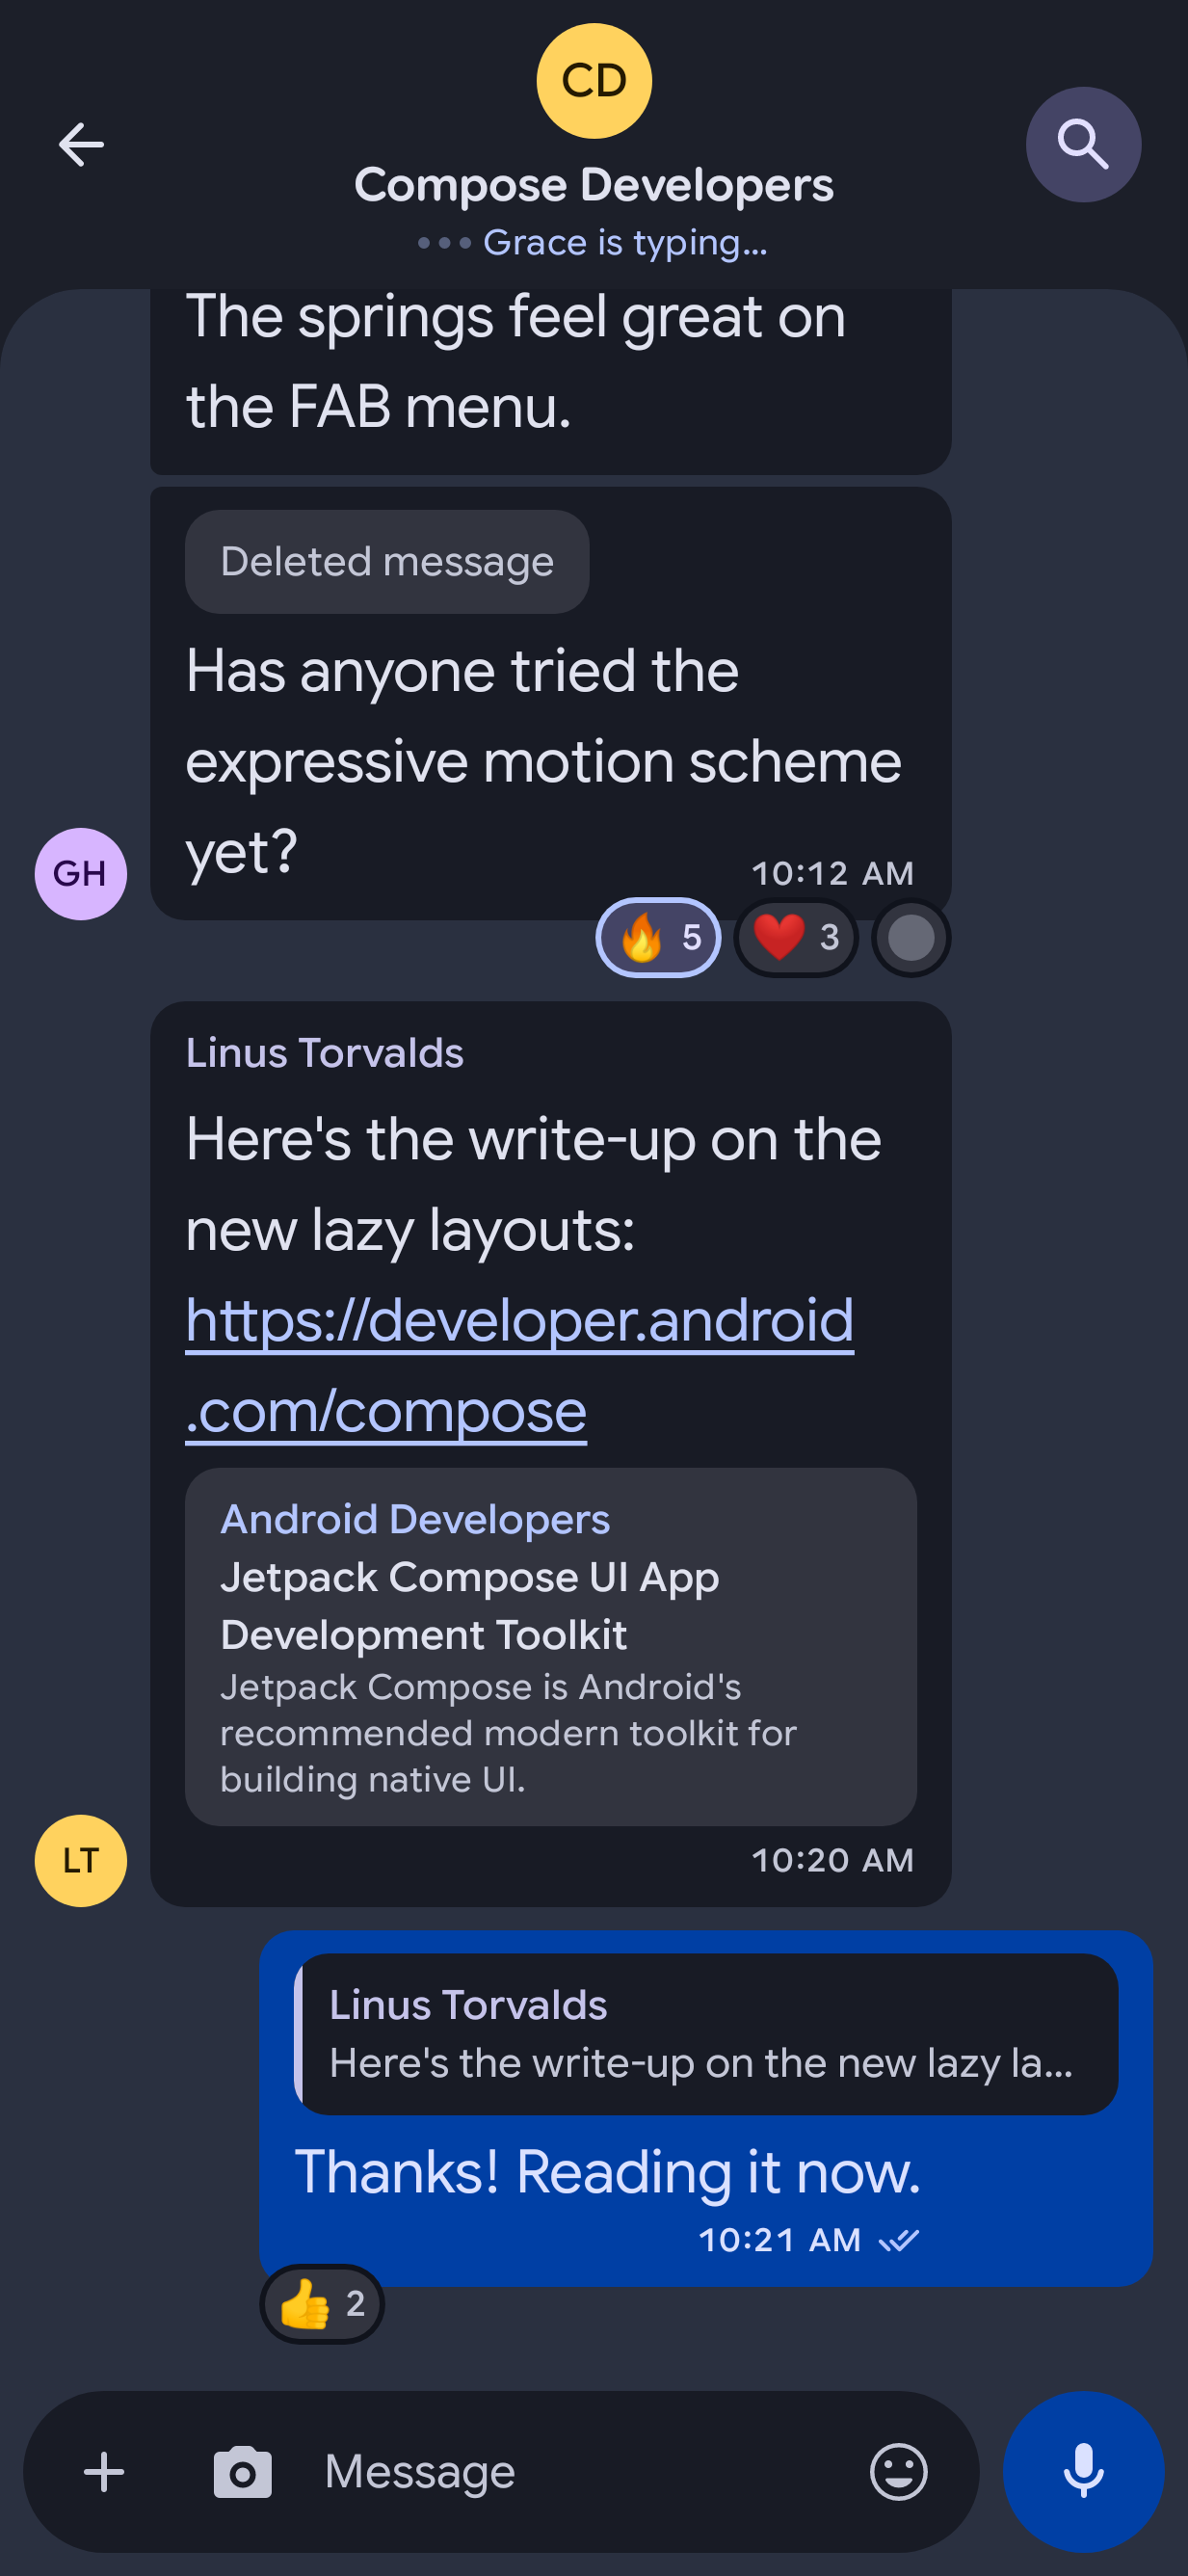 CD
Compose Developers
Grace is typing...
The springs feel great on
the FAB menu.
Deleted message
Has anyone tried the
expressive motion scheme
yet?
GH
10:12 AM
🔥 5 ❤️ 3
Linus Torvalds
Here's the write-up on the
new lazy layouts:
https://developer.android
.com/compose
Android Developers
Jetpack Compose UI App
Development Toolkit
Jetpack Compose is Android's
recommended modern toolkit for
building native UI.
LT
10:20 AM
Linus Torvalds
Here's the write-up on the new lazy la...
Thanks! Reading it now.
10:21 AM
👍 2
Message